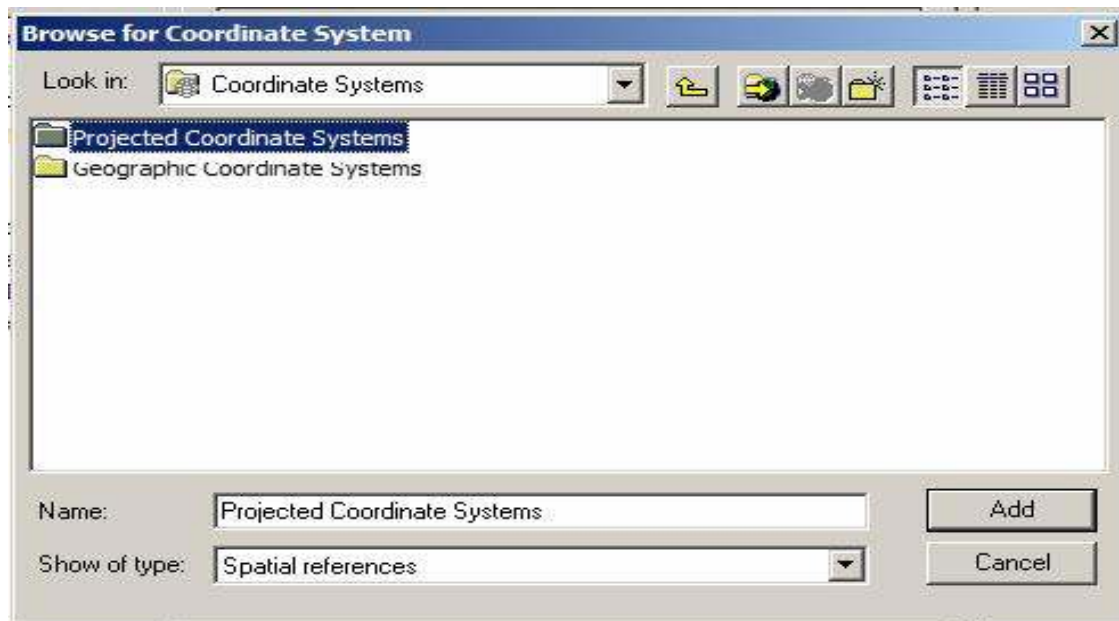 Browse for Coordinate System
Look in: Coordinate Systems
Projected Coordinate Systems
Geographic Coordinate Systems
Name: Projected Coordinate Systems Add
Show of type: Spatial references Cancel